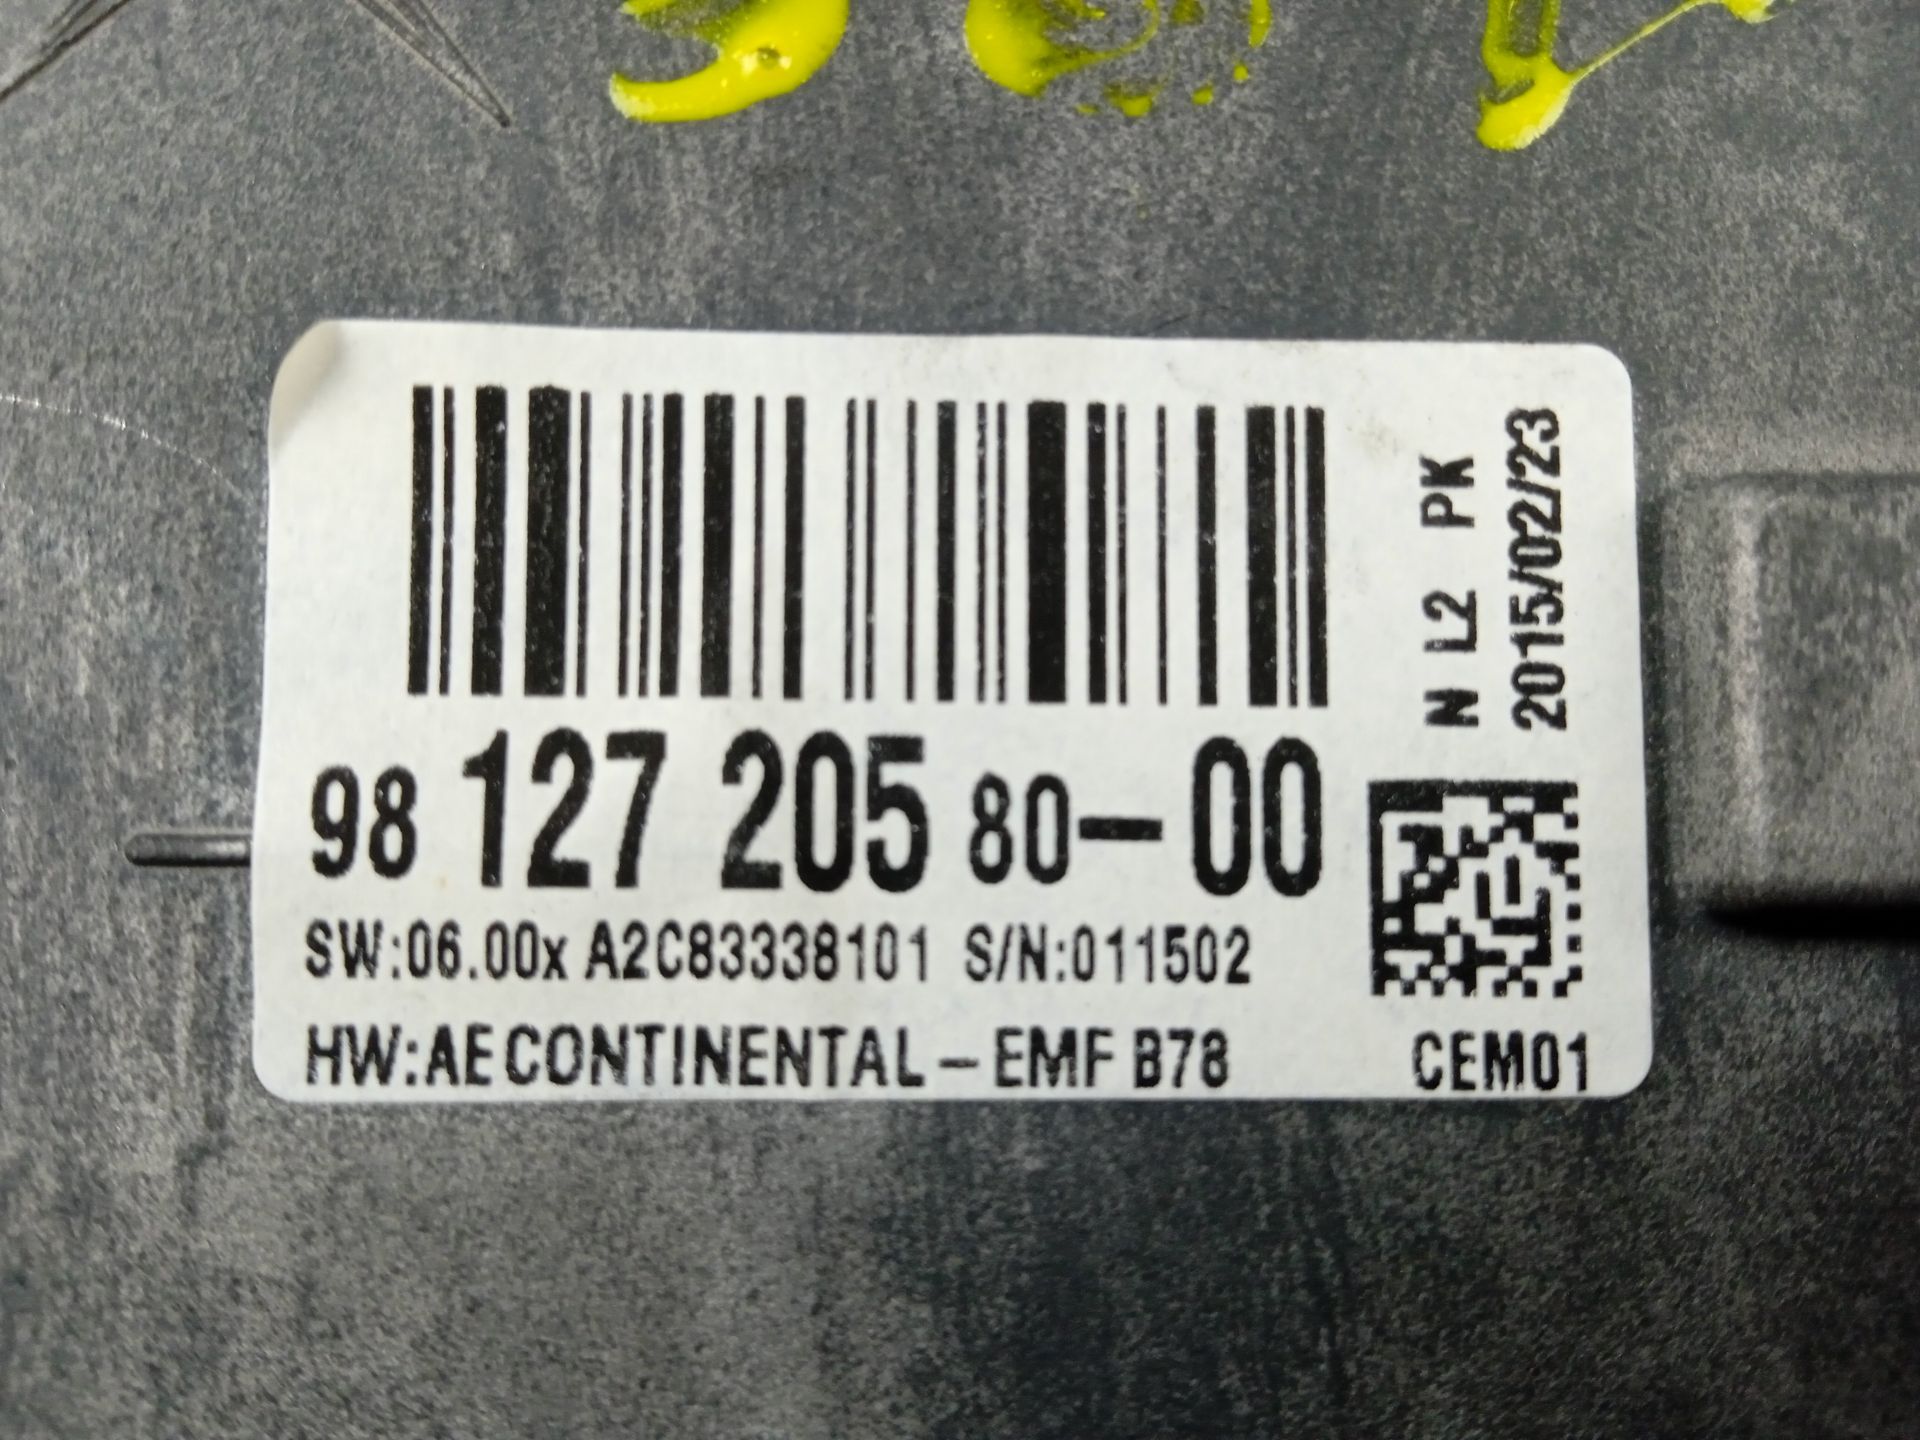 98 127 205 80-00
SW:06.00x A2C83338101 S/N:011502
HW:AE CONTINENTAL - EMF B78
N L2 PK
2015/02/23
CEM01